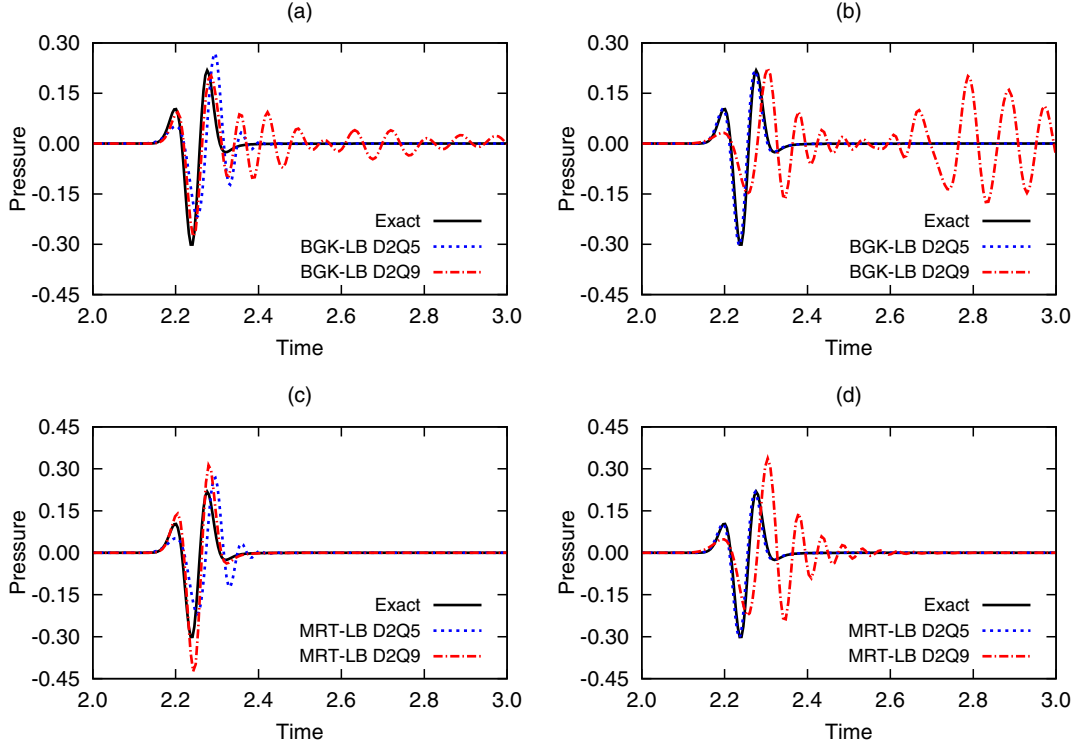 (a)
0.30
0.15
0.00
-0.15
-0.30
-0.45
Pressure
Exact
BGK-LB D2Q5
BGK-LB D2Q9
2.0 2.2 2.4 2.6 2.8 3.0
Time
(b)
0.30
0.15
0.00
-0.15
-0.30
-0.45
Pressure
Exact
BGK-LB D2Q5
BGK-LB D2Q9
2.0 2.2 2.4 2.6 2.8 3.0
Time
(c)
0.45
0.30
0.15
0.00
-0.15
-0.30
-0.45
Pressure
Exact
MRT-LB D2Q5
MRT-LB D2Q9
2.0 2.2 2.4 2.6 2.8 3.0
Time
(d)
0.45
0.30
0.15
0.00
-0.15
-0.30
-0.45
Pressure
Exact
MRT-LB D2Q5
MRT-LB D2Q9
2.0 2.2 2.4 2.6 2.8 3.0
Time